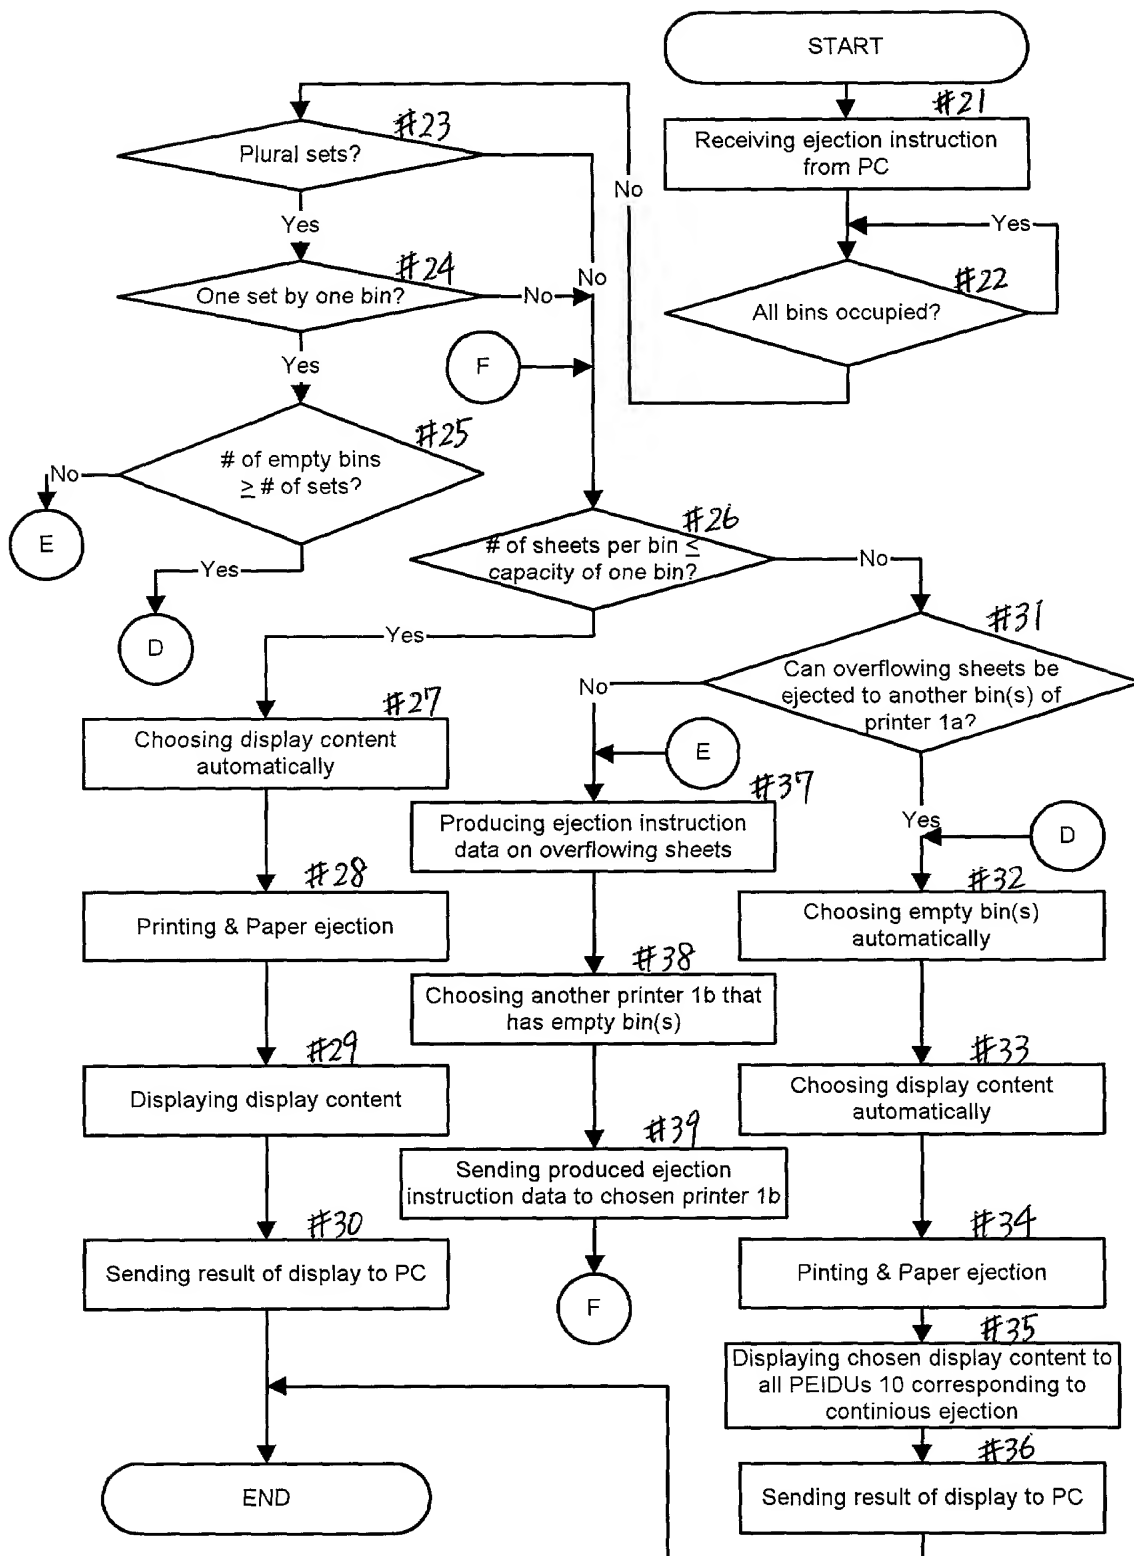 START
#21
Receiving ejection instruction
from PC
Yes
#22
All bins occupied?
No
#23
Plural sets?
Yes
No
#24
One set by one bin?
No
Yes
F
#25
# of empty bins
≥ # of sets?
No
E
Yes
D
#26
# of sheets per bin ≤
capacity of one bin?
No
Yes
#31
Can overflowing sheets be
ejected to another bin(s) of
printer 1a?
No
Yes
#27
Choosing display content
automatically
E
#37
Producing ejection instruction
data on overflowing sheets
D
#28
Printing & Paper ejection
#32
Choosing empty bin(s)
automatically
#38
Choosing another printer 1b that
has empty bin(s)
#29
Displaying display content
#33
Choosing display content
automatically
#39
Sending produced ejection
instruction data to chosen printer 1b
#30
Sending result of display to PC
#34
Pinting & Paper ejection
F
#35
Displaying chosen display content to
all PEIDUs 10 corresponding to
continious ejection
#36
Sending result of display to PC
END